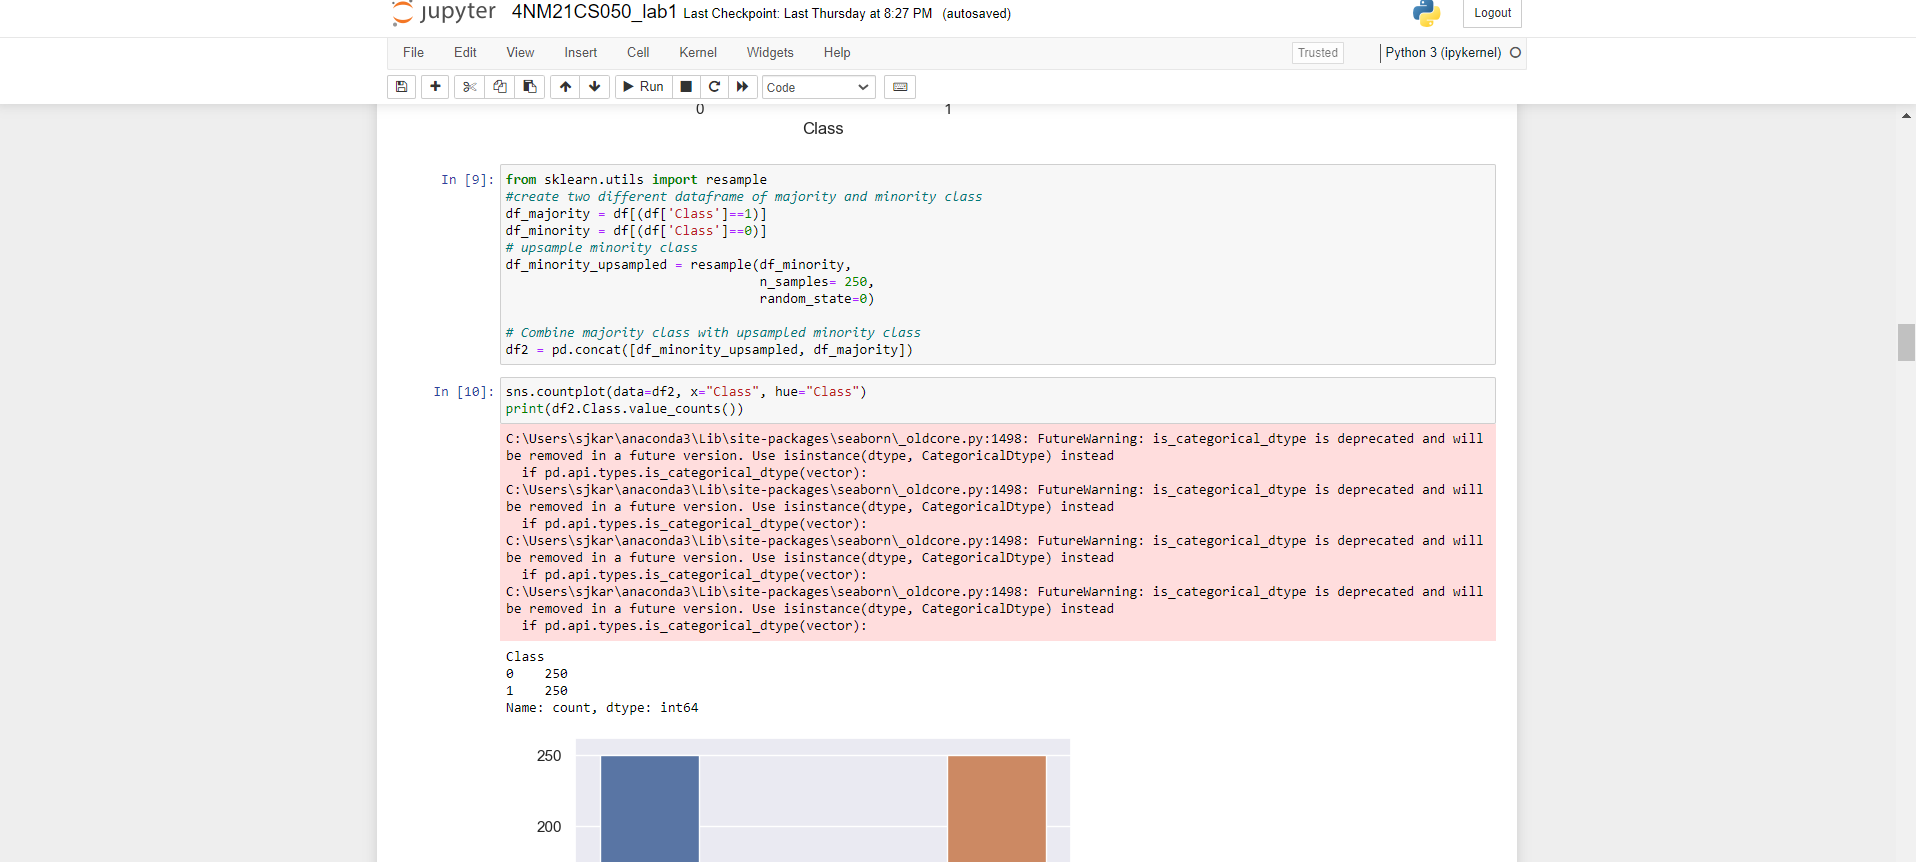 jupyter 4NM21CS050_lab1 Last Checkpoint: Last Thursday at 8:27 PM (autosaved)
Logout
File Edit View Insert Cell Kernel Widgets Help
Trusted
Python 3 (ipykernel)
Run
Code
0 1
Class
In [9]:
from sklearn.utils import resample
#create two different dataframe of majority and minority class
df_majority = df[(df['Class']==1)]
df_minority = df[(df['Class']==0)]
# upsample minority class
df_minority_upsampled = resample(df_minority,
n_samples= 250,
random_state=0)
# Combine majority class with upsampled minority class
df2 = pd.concat([df_minority_upsampled, df_majority])
In [10]:
sns.countplot(data=df2, x="Class", hue="Class")
print(df2.Class.value_counts())
C:\Users\sjkar\anaconda3\Lib\site-packages\seaborn\_oldcore.py:1498: FutureWarning: is_categorical_dtype is deprecated and will
be removed in a future version. Use isinstance(dtype, CategoricalDtype) instead
if pd.api.types.is_categorical_dtype(vector):
C:\Users\sjkar\anaconda3\Lib\site-packages\seaborn\_oldcore.py:1498: FutureWarning: is_categorical_dtype is deprecated and will
be removed in a future version. Use isinstance(dtype, CategoricalDtype) instead
if pd.api.types.is_categorical_dtype(vector):
C:\Users\sjkar\anaconda3\Lib\site-packages\seaborn\_oldcore.py:1498: FutureWarning: is_categorical_dtype is deprecated and will
be removed in a future version. Use isinstance(dtype, CategoricalDtype) instead
if pd.api.types.is_categorical_dtype(vector):
C:\Users\sjkar\anaconda3\Lib\site-packages\seaborn\_oldcore.py:1498: FutureWarning: is_categorical_dtype is deprecated and will
be removed in a future version. Use isinstance(dtype, CategoricalDtype) instead
if pd.api.types.is_categorical_dtype(vector):
Class
0 250
1 250
Name: count, dtype: int64
250
200